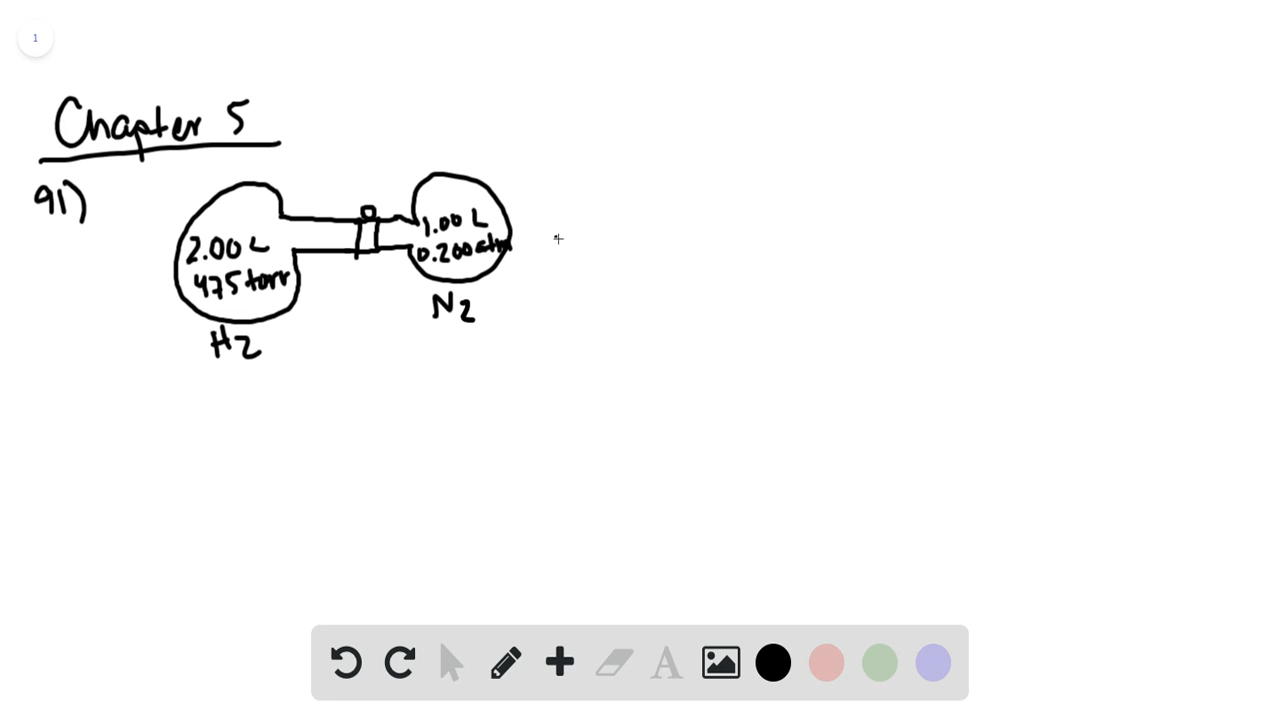 1
Chapter 5
91)
2.00 L
475 torr
H2
1.00 L
0.200 atm
N2
A